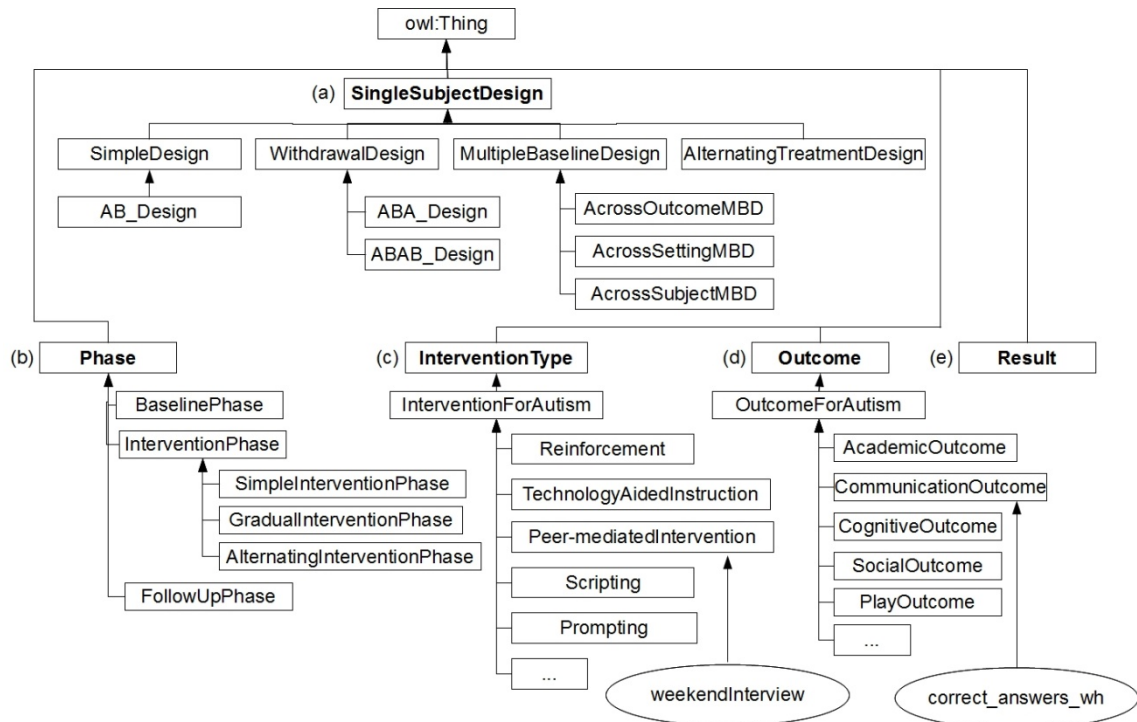 owl:Thing
(a) SingleSubjectDesign
SimpleDesign
WithdrawalDesign
MultipleBaselineDesign
AlternatingTreatmentDesign
AB_Design
ABA_Design
ABAB_Design
AcrossOutcomeMBD
AcrossSettingMBD
AcrossSubjectMBD
(b) Phase
BaselinePhase
InterventionPhase
SimpleInterventionPhase
GradualInterventionPhase
AlternatingInterventionPhase
FollowUpPhase
(c) InterventionType
InterventionForAutism
Reinforcement
TechnologyAidedInstruction
Peer-mediatedIntervention
Scripting
Prompting
...
weekendInterview
(d) Outcome
OutcomeForAutism
AcademicOutcome
CommunicationOutcome
CognitiveOutcome
SocialOutcome
PlayOutcome
...
correct_answers_wh
(e) Result